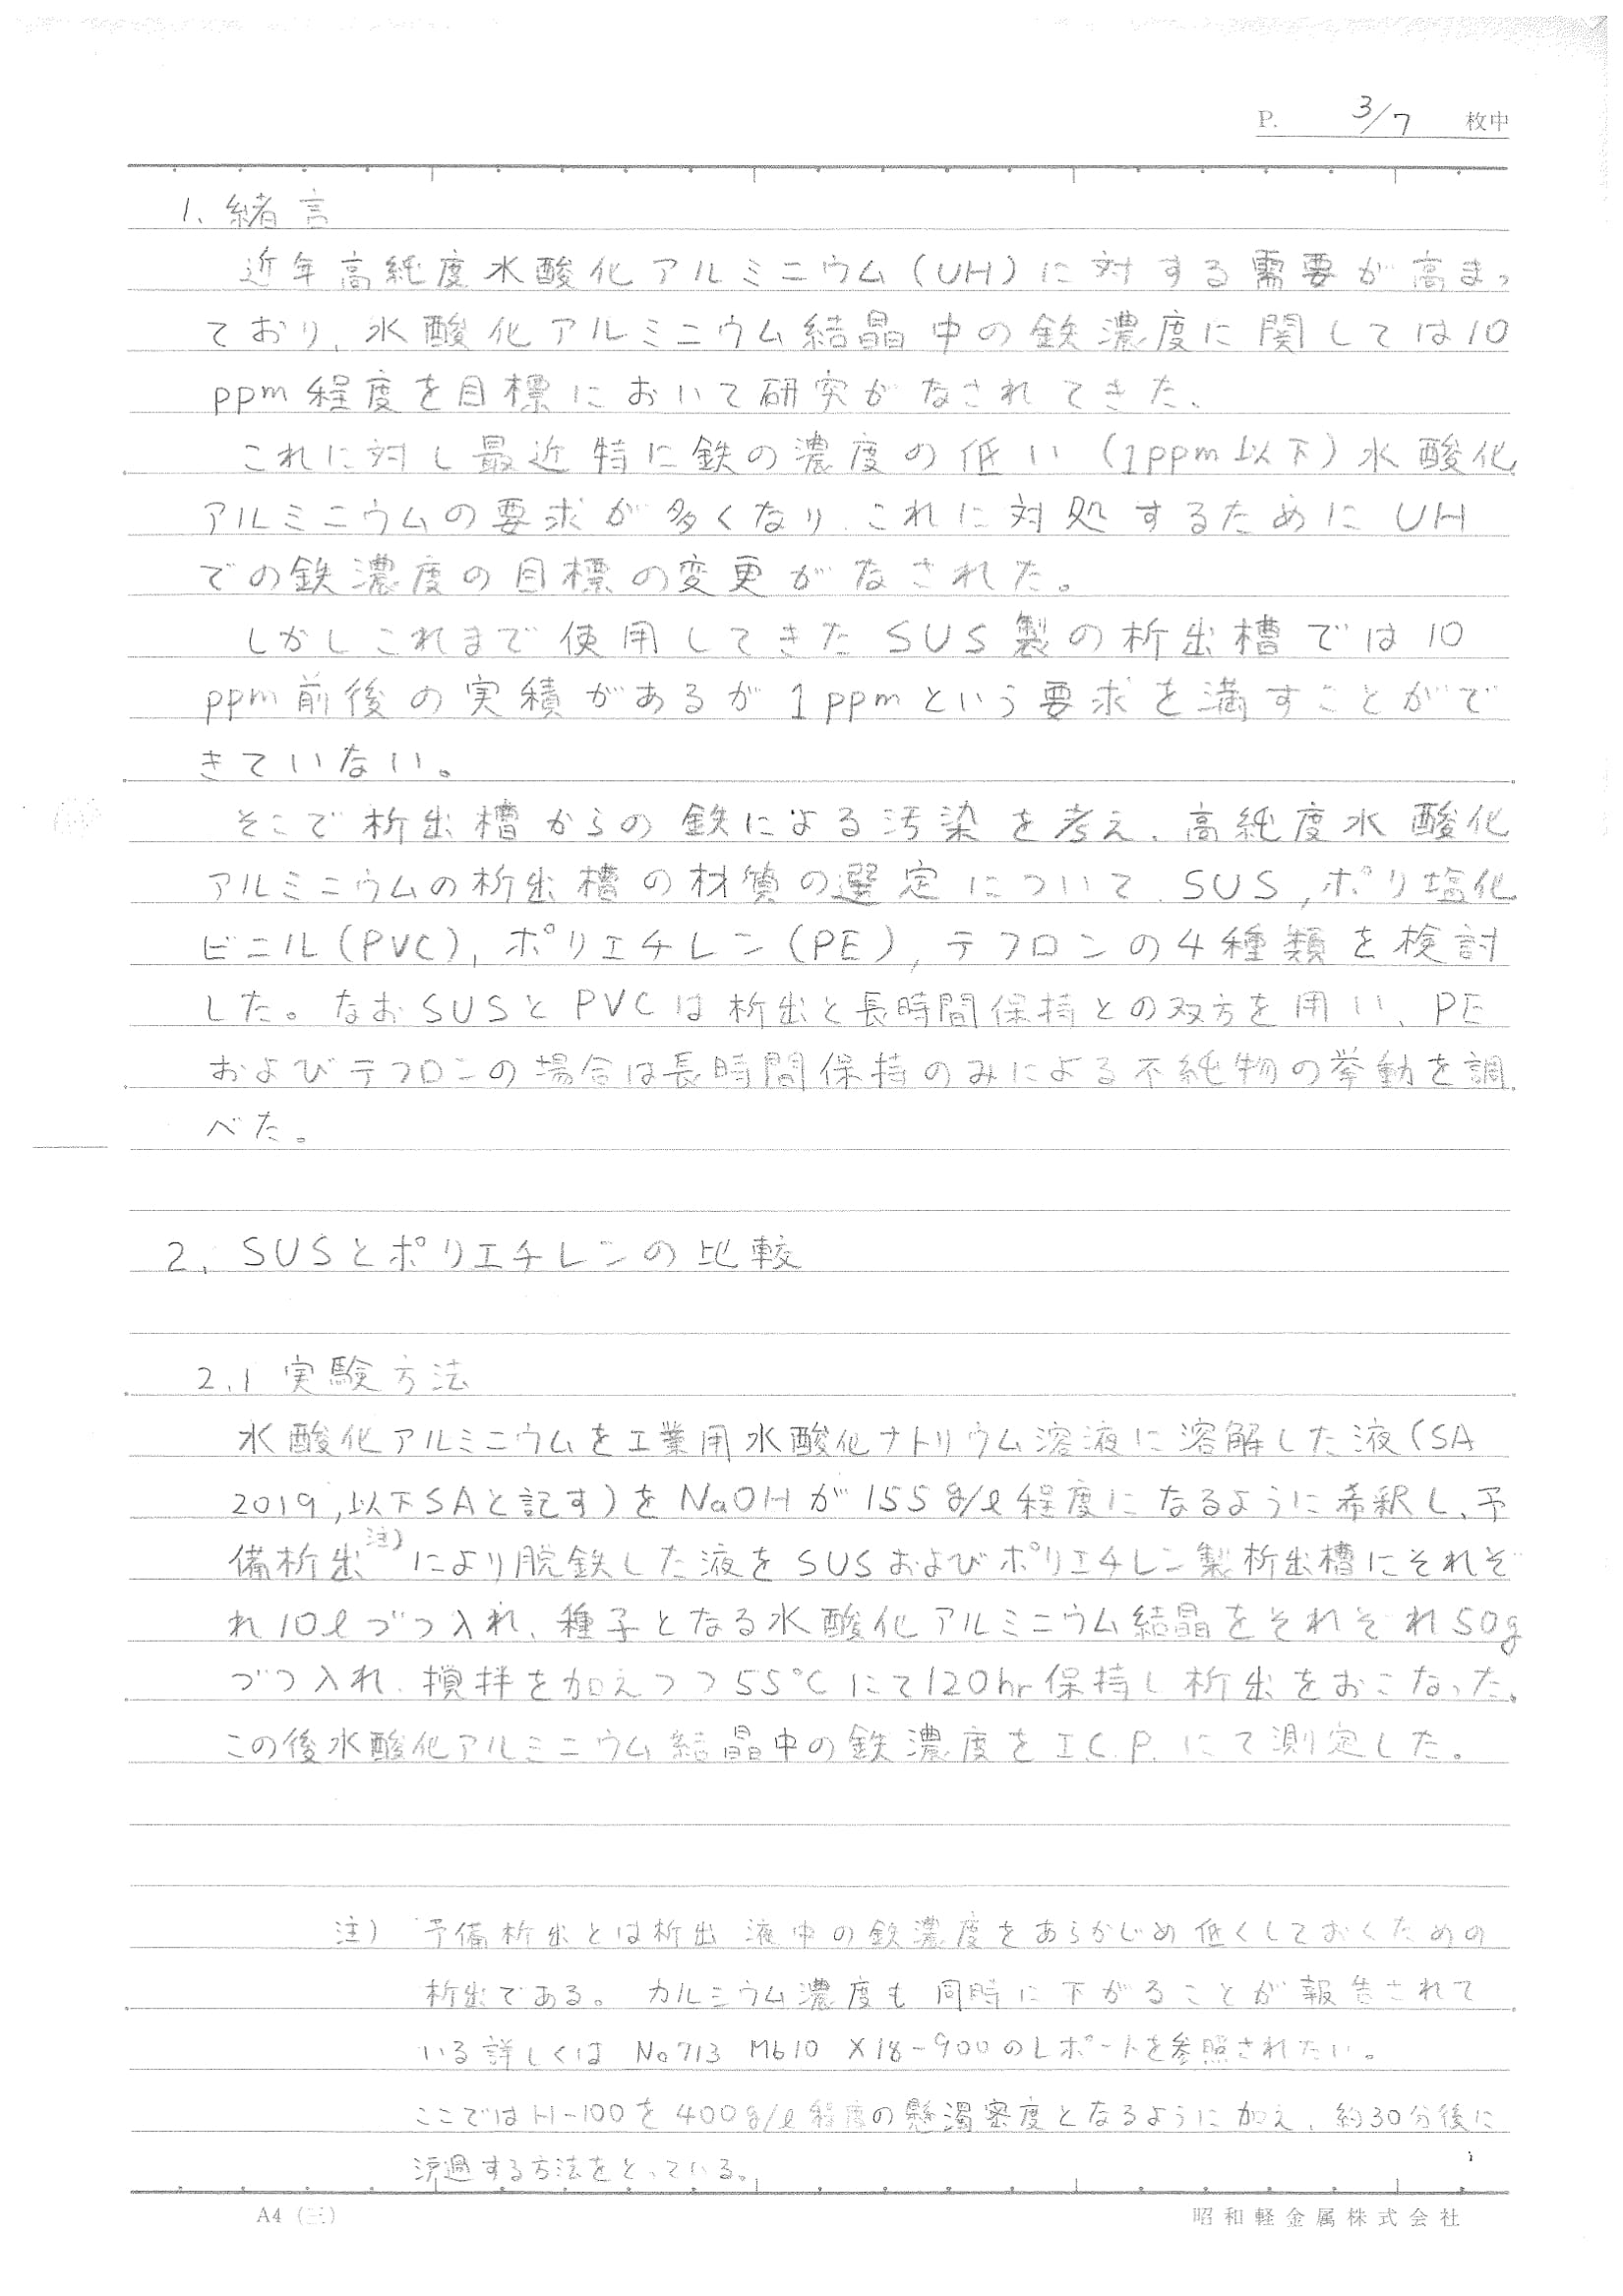 P. 3/7 枚中
1. 緒言
近年高純度水酸化アルミニウム(UH)に対する需要が高まっ
ており、水酸化アルミニウム結晶中の鉄濃度に関しては10
ppm程度を目標において研究がなされてきた、
これに対し最近特に鉄の濃度の低い(1ppm以下)水酸化
アルミニウムの要求が多くなり、これに対処するためにUH
での鉄濃度の目標の変更がなされた。
しかしこれまで使用してきたSUS製の析出槽では10
ppm前後の実積があるが1ppmという要求を満すことがで
きていない。
そこで析出槽からの鉄による汚染を考え、高純度水酸化
アルミニウムの析出槽の材質の選定について、SUS,ポリ塩化
ビニル(PVC),ポリエチレン(PE),テフロンの4種類を検討
した。なおSUSとPVCは析出と長時間保持との双方を用い、PE
およびテフロンの場合は長時間保持のみによる不純物の挙動を調
べた。
2. SUSとポリエチレンの比較
2.1 実験方法
水酸化アルミニウムを工業用水酸化ナトリウム溶液に溶解した液(SA
2019,以下SAと記す)をNaOHが155g/ℓ程度になるように希釈し、予
備析出注)により脱鉄した液をSUSおよびポリエチレン製析出槽にそれぞ
れ10ℓづつ入れ、種子となる水酸化アルミニウム結晶をそれぞれ50g
づつ入れ、撹拌を加えつつ55℃にて120hr保持し析出をおこなった。
この後水酸化アルミニウム結晶中の鉄濃度をI.C.P.にて測定した。
注) 予備析出とは析出液中の鉄濃度をあらかじめ低くしておくための
析出である。カルシウム濃度も同時に下がることが報告されて
いる詳しくは No713 M610 X18-900のレポートを参照されたい。
ここではH-100を400g/ℓ程度の懸濁密度となるように加え、約30分後に
沪過する方法をとっている。
A4(三)
昭和軽金属株式会社